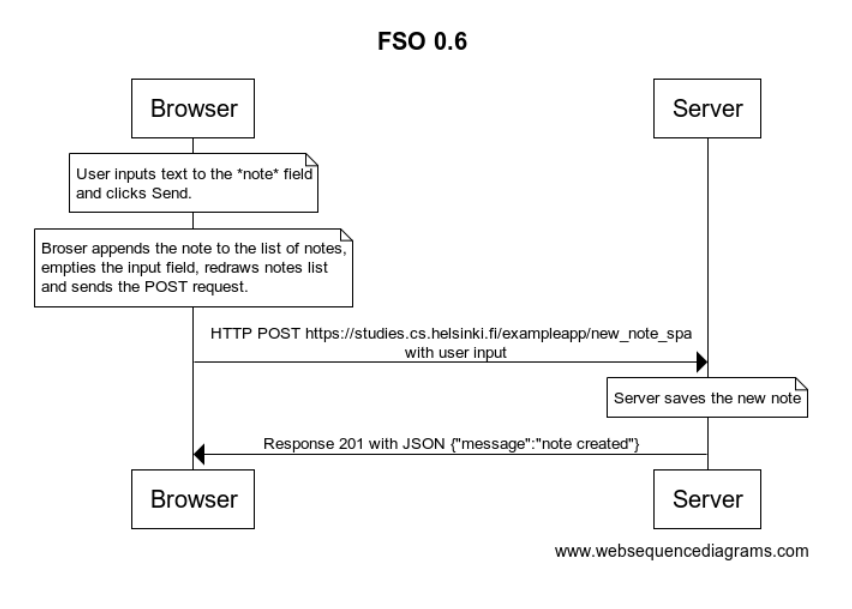 FSO 0.6
Browser
Server
User inputs text to the *note* field
and clicks Send.
Broser appends the note to the list of notes,
empties the input field, redraws notes list
and sends the POST request.
HTTP POST https://studies.cs.helsinki.fi/exampleapp/new_note_spa
with user input
Server saves the new note
Response 201 with JSON {"message":"note created"}
Browser
Server
www.websequencediagrams.com